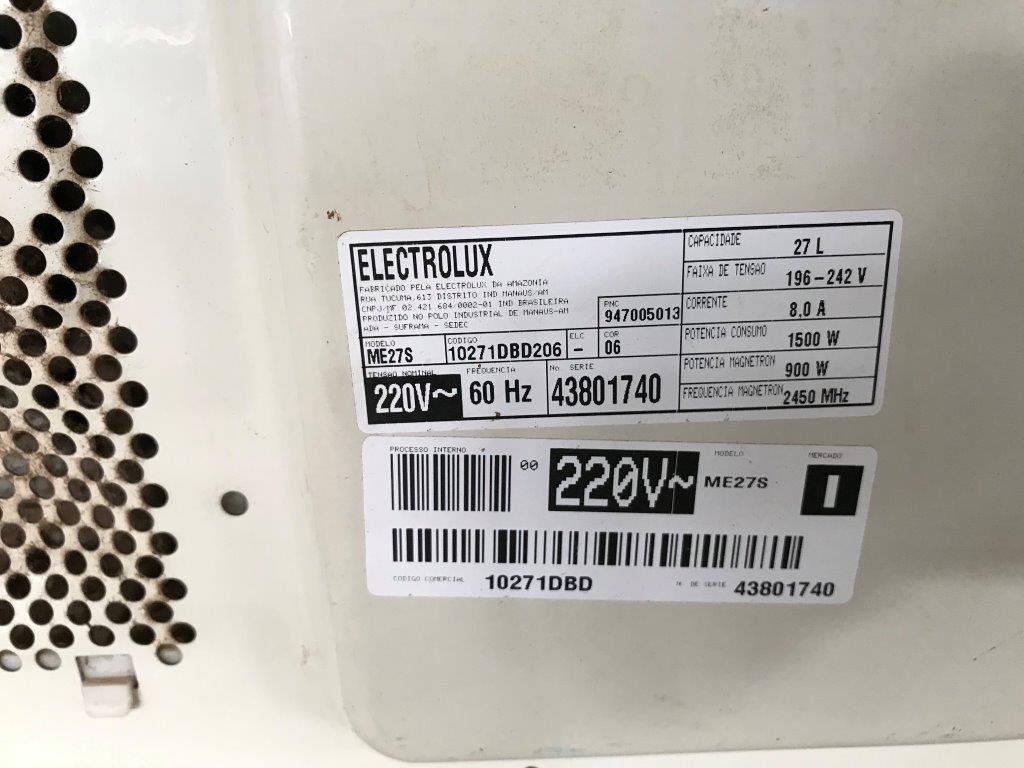 ELECTROLUX
FABRICADO PELA ELECTROLUX DA AMAZONIA
RUA TUCUMA,613 DISTRITO IND MANAUS/AM
CNPJ/MF 02.421.684/0002-01 IND BRASILEIRA
PRODUZIDO NO POLO INDUSTRIAL DE MANAUS-AM
ADA - SUFRAMA - SEDEC
PNC
947005013
MODELO
ME27S
CODIGO
10271DBD206
ELC
-
COR
06
TENSAO NOMINAL
220V~
FREQUENCIA
60 Hz
No. SERIE
43801740
CAPACIDADE 27 L
FAIXA DE TENSAO 196-242 V
CORRENTE 8,0 A
POTENCIA CONSUMO 1500 W
POTENCIA MAGNETRON 900 W
FREQUENCIA MAGNETRON 2450 MHz
PROCESSO INTERNO
00
220V~
MODELO
ME27S
MERCADO
I
CODIGO COMERCIAL 10271DBD
N. DE SERIE 43801740